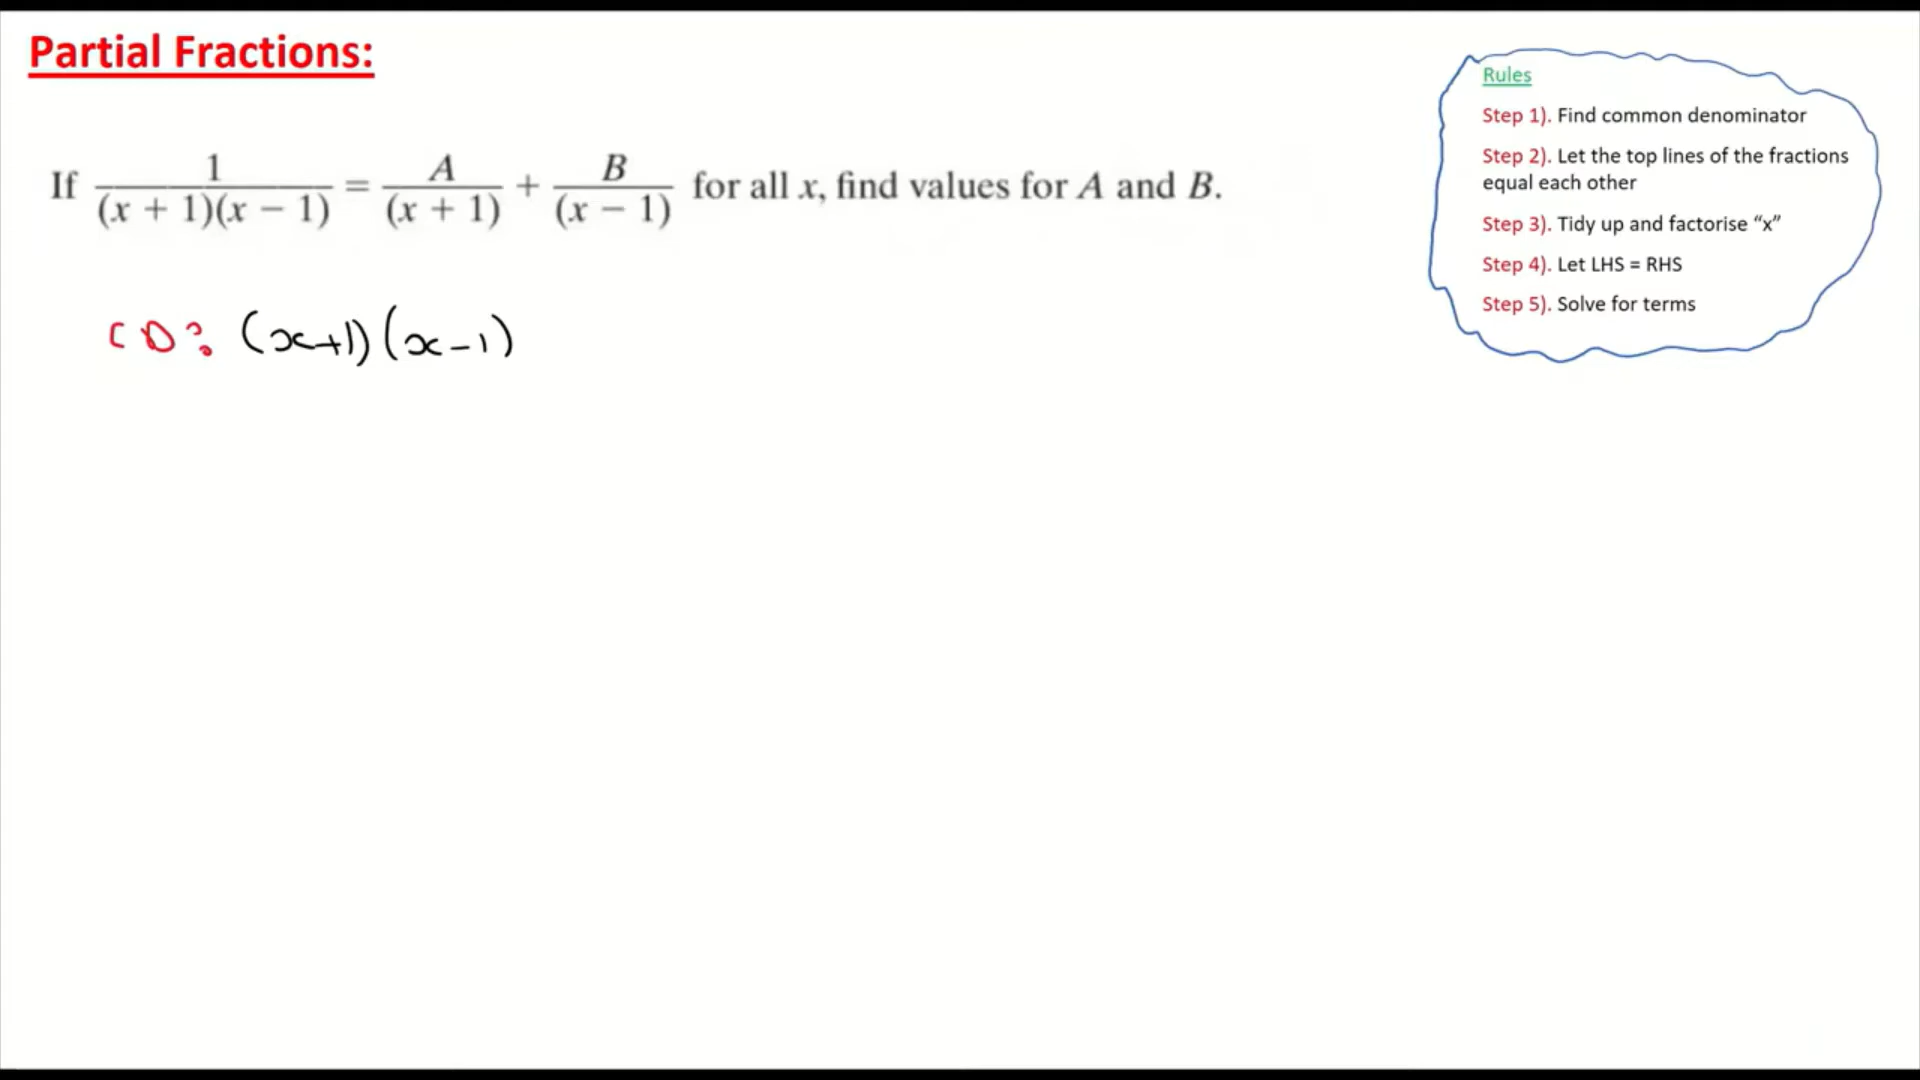 Partial Fractions:
If 1/((x + 1)(x − 1)) = A/((x + 1)) + B/((x − 1)) for all x, find values for A and B.
CD: (x+1)(x-1)
Rules
Step 1). Find common denominator
Step 2). Let the top lines of the fractions
equal each other
Step 3). Tidy up and factorise “x”
Step 4). Let LHS = RHS
Step 5). Solve for terms